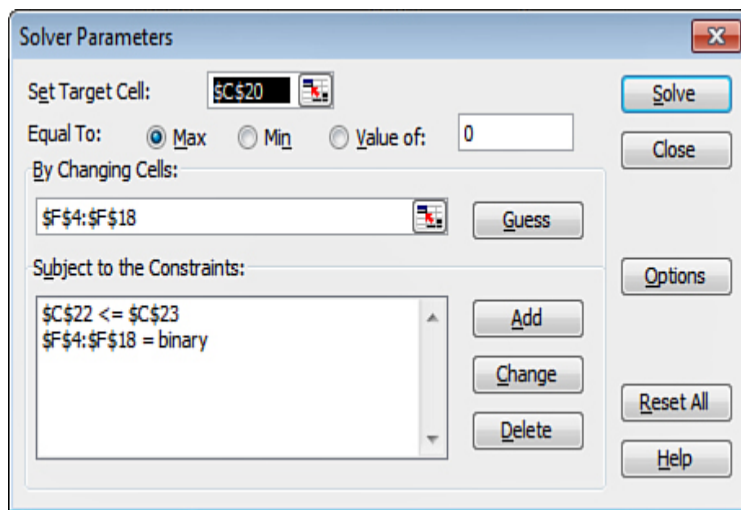 Solver Parameters
Set Target Cell: $C$20
Solve
Equal To: Max Min Value of: 0
Close
By Changing Cells:
$F$4:$F$18
Guess
Subject to the Constraints:
Options
$C$22 <= $C$23
Add
$F$4:$F$18 = binary
Change
Reset All
Delete
Help